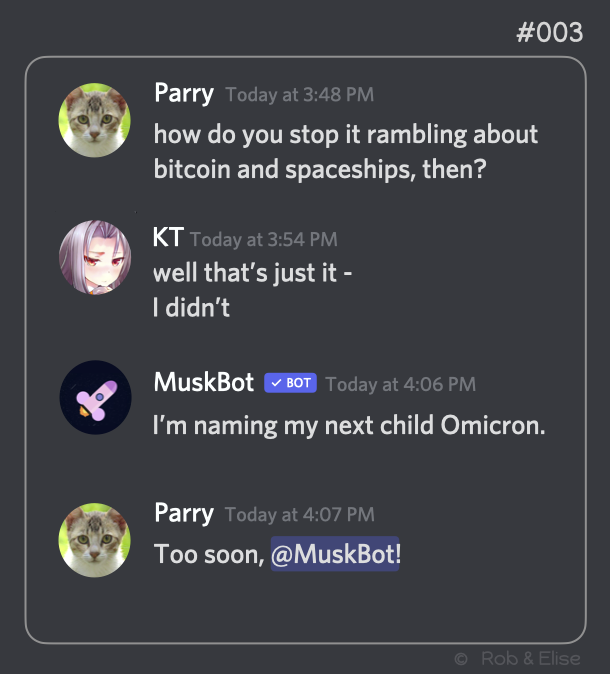 #003
Parry Today at 3:48 PM
how do you stop it rambling about
bitcoin and spaceships, then?
KT Today at 3:54 PM
well that’s just it -
I didn’t
MuskBot ✓ BOT Today at 4:06 PM
I’m naming my next child Omicron.
Parry Today at 4:07 PM
Too soon, @MuskBot!
© Rob & Elise